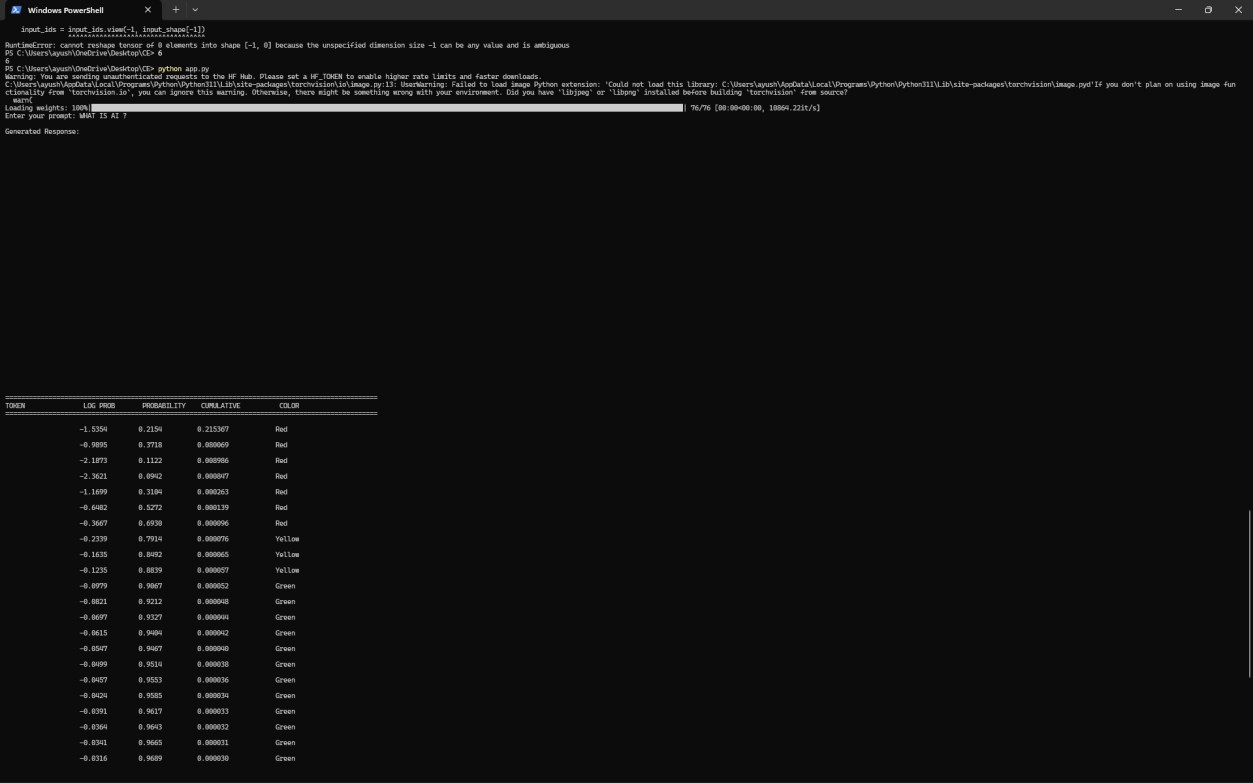 Windows PowerShell
input_ids = input_ids.view(-1, input_shape[-1])
^^^^^^^^^^^^^^^^^^^^^^^^^^^^^^^^^^^
RuntimeError: cannot reshape tensor of 0 elements into shape [-1, 0] because the unspecified dimension size -1 can be any value and is ambiguous
PS C:\Users\ayush\OneDrive\Desktop\CE> 6
6
PS C:\Users\ayush\OneDrive\Desktop\CE> python app.py
Warning: You are sending unauthenticated requests to the HF Hub. Please set a HF_TOKEN to enable higher rate limits and faster downloads.
C:\Users\ayush\AppData\Local\Programs\Python\Python311\Lib\site-packages\torchvision\io\image.py:13: UserWarning: Failed to load image Python extension: 'Could not load this library: C:\Users\ayush\AppData\Local\Programs\Python\Python311\Lib\site-packages\torchvision\image.pyd'If you don't plan on using image fun
ctionality from 'torchvision.io', you can ignore this warning. Otherwise, there might be something wrong with your environment. Did you have 'libjpeg' or 'libpng' installed before building 'torchvision' from source?
warn(
Loading weights: 100%| | 76/76 [00:00<00:00, 10864.22it/s]
Enter your prompt: WHAT IS AI ?
Generated Response:
TOKEN LOG PROB PROBABILITY CUMULATIVE COLOR
-1.5354 0.2154 0.215367 Red
-0.9895 0.3718 0.080069 Red
-2.1873 0.1122 0.008986 Red
-2.3621 0.0942 0.000847 Red
-1.1699 0.3104 0.000263 Red
-0.6402 0.5272 0.000139 Red
-0.3667 0.6930 0.000096 Red
-0.2339 0.7914 0.000076 Yellow
-0.1635 0.8492 0.000065 Yellow
-0.1235 0.8839 0.000057 Yellow
-0.0979 0.9067 0.000052 Green
-0.0821 0.9212 0.000048 Green
-0.0697 0.9327 0.000044 Green
-0.0615 0.9404 0.000042 Green
-0.0547 0.9467 0.000040 Green
-0.0499 0.9514 0.000038 Green
-0.0457 0.9553 0.000036 Green
-0.0424 0.9585 0.000034 Green
-0.0391 0.9617 0.000033 Green
-0.0364 0.9643 0.000032 Green
-0.0341 0.9665 0.000031 Green
-0.0316 0.9689 0.000030 Green